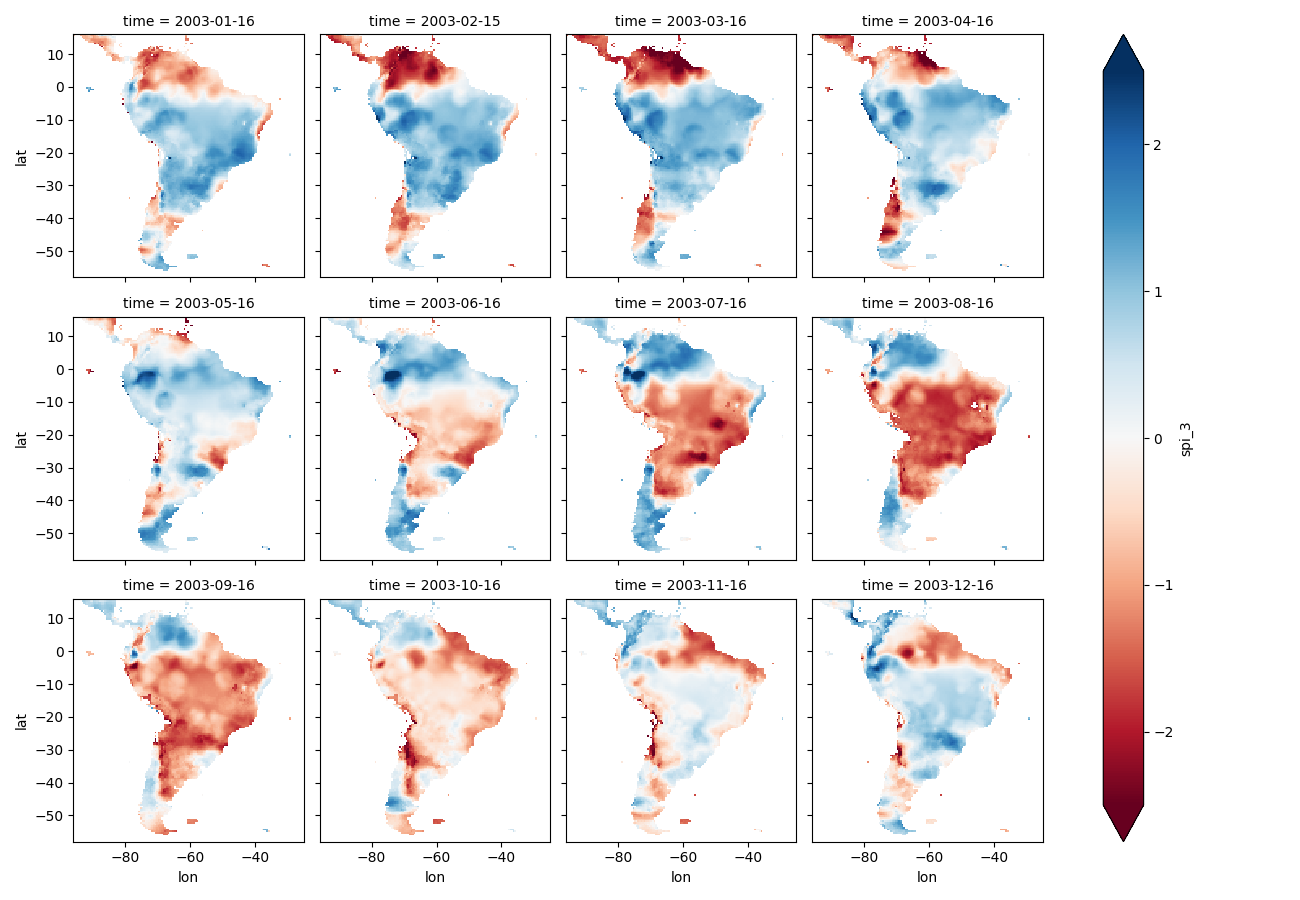 time = 2003-01-16
time = 2003-02-15
time = 2003-03-16
time = 2003-04-16
10
0
−10
−20
−30
−40
−50
lat
time = 2003-05-16
time = 2003-06-16
time = 2003-07-16
time = 2003-08-16
10
0
−10
−20
−30
−40
−50
lat
time = 2003-09-16
time = 2003-10-16
time = 2003-11-16
time = 2003-12-16
10
0
−10
−20
−30
−40
−50
lat
−80
−60
−40
lon
−80
−60
−40
lon
−80
−60
−40
lon
−80
−60
−40
lon
2
1
0
−1
−2
spi_3